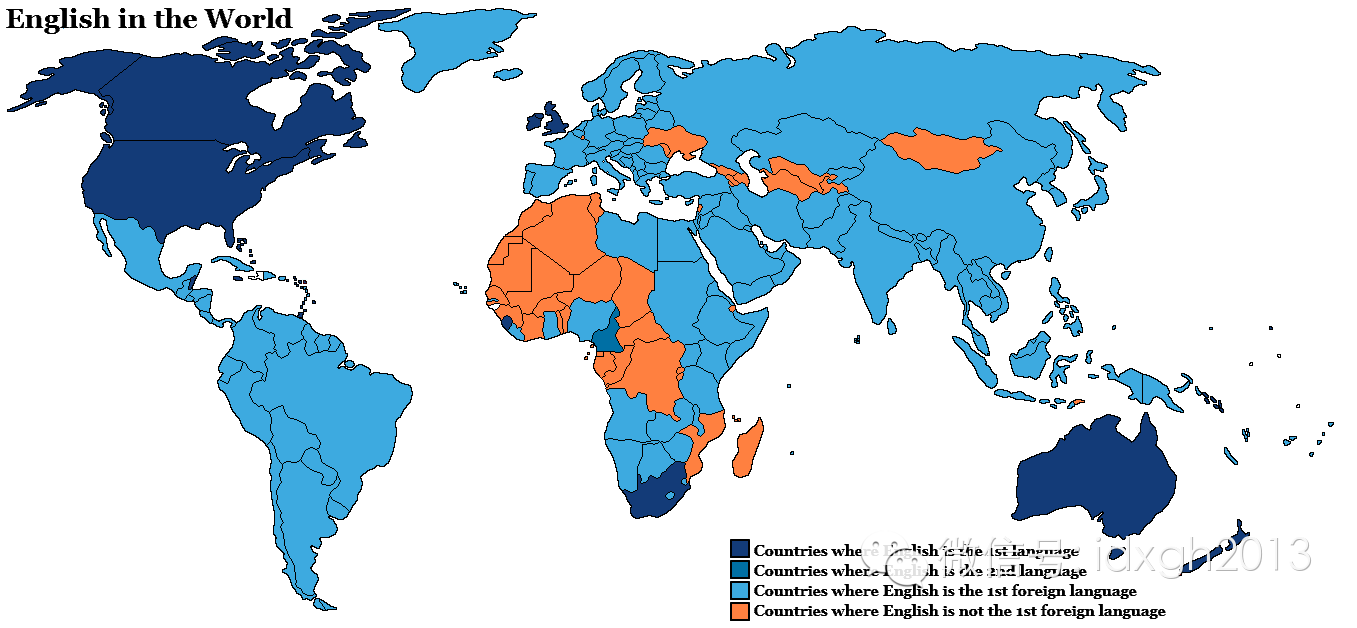 English in the World
Countries where English is the 1st language
Countries where English is the 2nd language
Countries where English is the 1st foreign language
Countries where English is not the 1st foreign language
微信号: idxgh2013